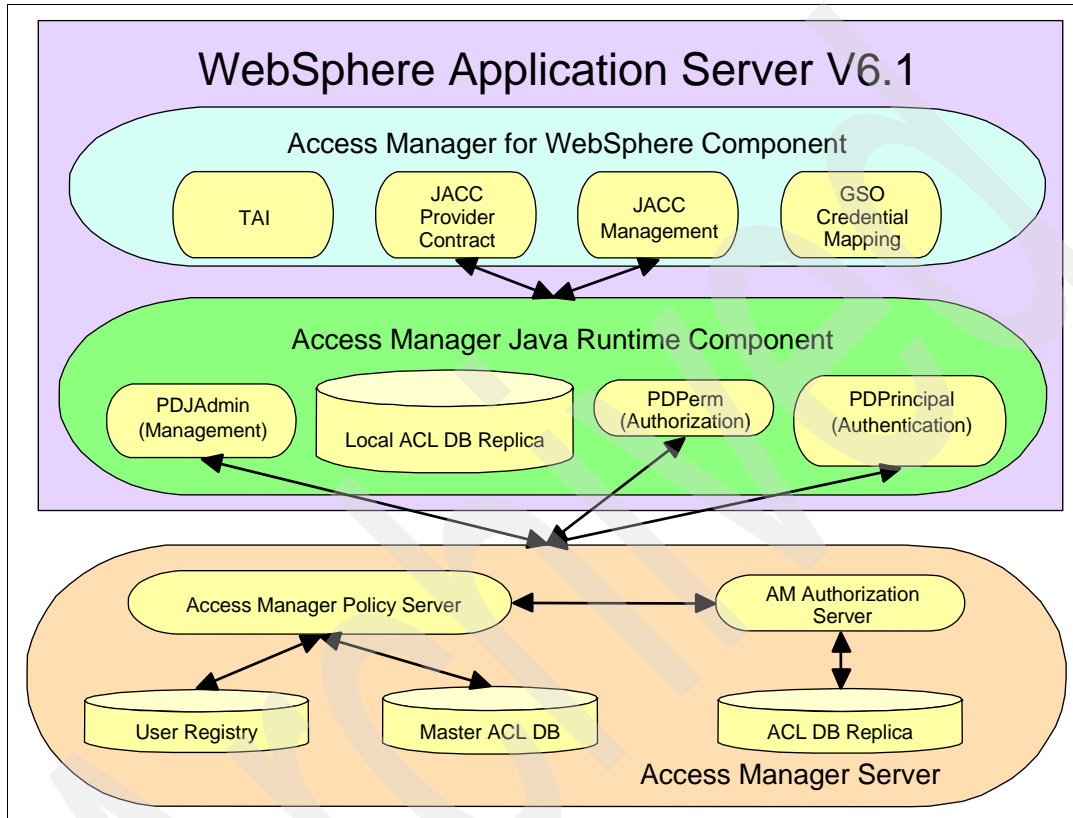 WebSphere Application Server V6.1
Access Manager for WebSphere Component
TAI
JACC
Provider
Contract
JACC
Management
GSO
Credential
Mapping
Access Manager Java Runtime Component
PDJAdmin
(Management)
Local ACL DB Replica
PDPerm
(Authorization)
PDPrincipal
(Authentication)
Access Manager Policy Server
AM Authorization
Server
User Registry
Master ACL DB
ACL DB Replica
Access Manager Server